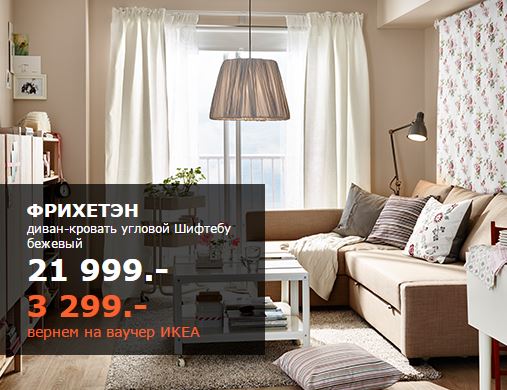 ФРИХЕТЭН
диван-кровать угловой Шифтебу
бежевый
21 999.-
3 299.-
вернем на ваучер ИКЕА